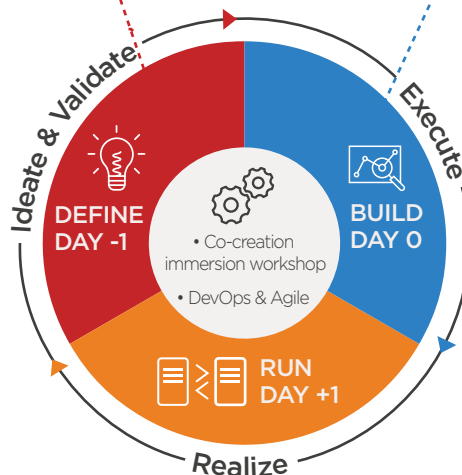 Ideate & Validate
Execute
DEFINE
DAY -1
BUILD
DAY 0
• Co-creation
immersion workshop
• DevOps & Agile
RUN
DAY +1
Realize